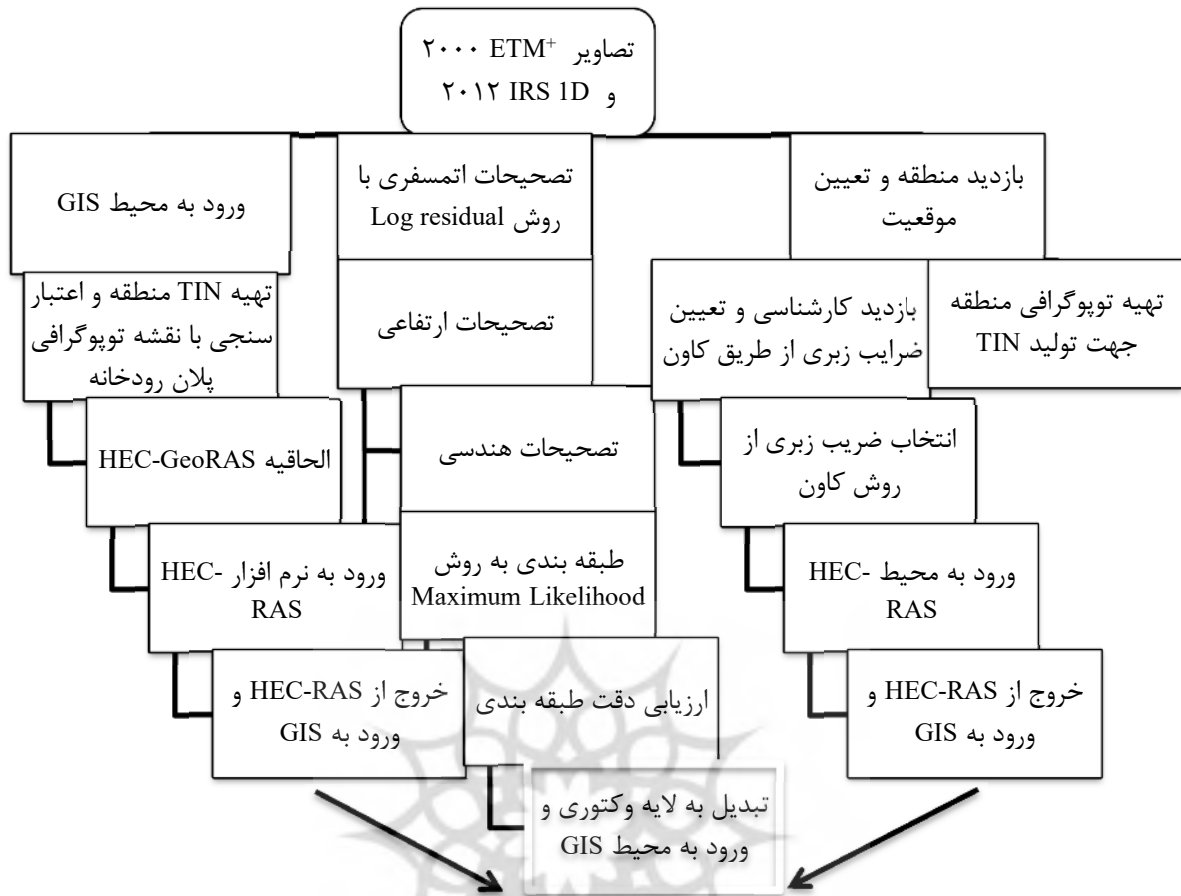 تصاویر ETM+ ۲۰۰۰
و ۲۰۱۲ IRS 1D
بازدید منطقه و تعیین
موقعیت
تصحیحات اتمسفری با
روش Log residual
ورود به محیط GIS
تهیه توپوگرافی منطقه
جهت تولید TIN
بازدید کارشناسی و تعیین
ضرایب زبری از طریق کاون
تصحیحات ارتفاعی
تهیه TIN منطقه و اعتبار
سنجی با نقشه توپوگرافی
پلان رودخانه
انتخاب ضریب زبری از
روش کاون
تصحیحات هندسی
الحاقیه HEC-GeoRAS
ورود به محیط HEC-
RAS
طبقه بندی به روش
Maximum Likelihood
ورود به نرم افزار HEC-
RAS
خروج از HEC-RAS و
ورود به GIS
ارزیابی دقت طبقه بندی
خروج از HEC-RAS و
ورود به GIS
تبدیل به لایه وکتوری و
ورود به محیط GIS